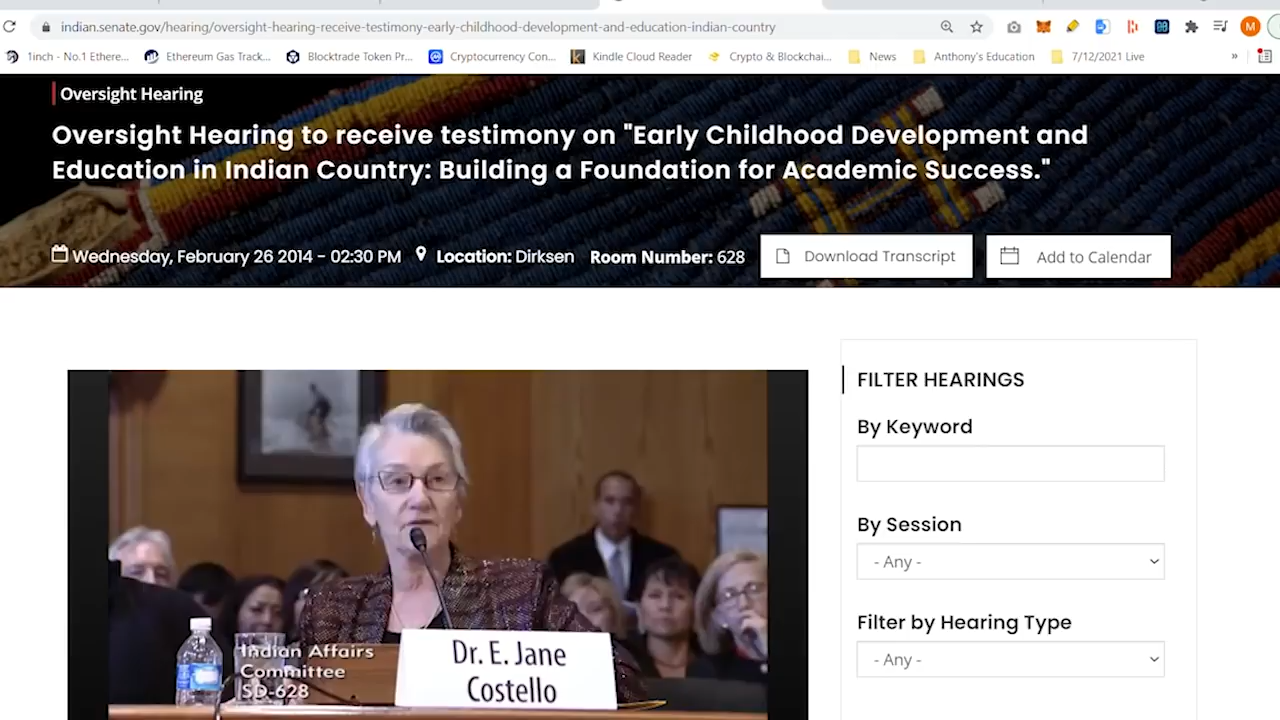 indian.senate.gov/hearing/oversight-hearing-receive-testimony-early-childhood-development-and-education-indian-country
M
1inch - No.1 Ethere...
Ethereum Gas Track...
Blocktrade Token Pr...
Cryptocurrency Con...
Kindle Cloud Reader
Crypto & Blockchai...
News
Anthony's Education
7/12/2021 Live
»
Oversight Hearing
Oversight Hearing to receive testimony on "Early Childhood Development and
Education in Indian Country: Building a Foundation for Academic Success."
Wednesday, February 26 2014 - 02:30 PM
Location: Dirksen
Room Number: 628
Download Transcript
Add to Calendar
FILTER HEARINGS
By Keyword
By Session
- Any -
Filter by Hearing Type
- Any -
Indian Affairs
Committee
SD-628
Dr. E. Jane
Costello